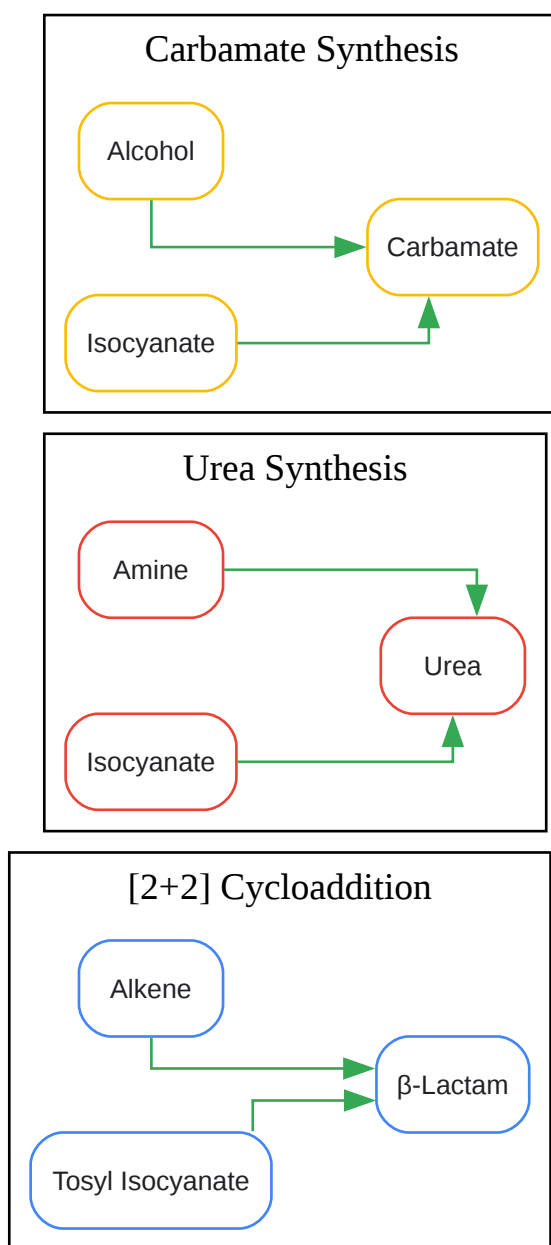 Carbamate Synthesis
Alcohol
Carbamate
Isocyanate
Urea Synthesis
Amine
Urea
Isocyanate
[2+2] Cycloaddition
Alkene
β-Lactam
Tosyl Isocyanate